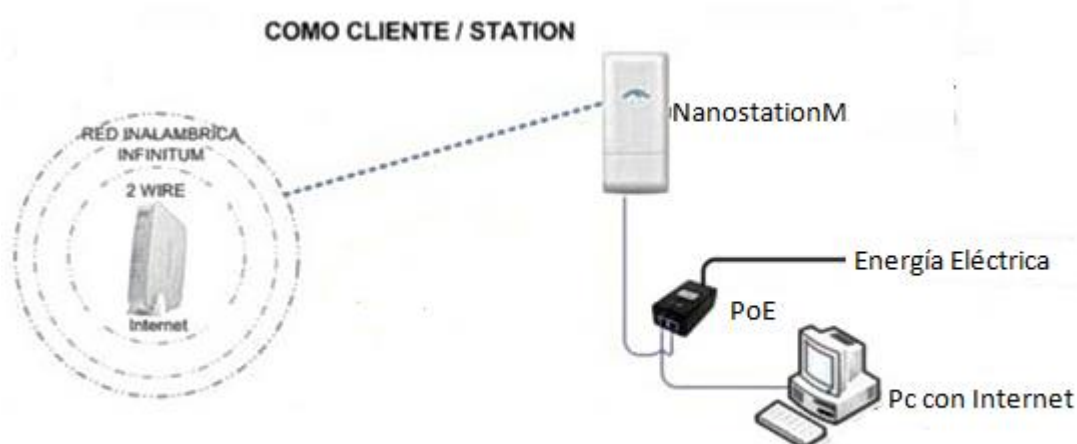 COMO CLIENTE / STATION
RED INALAMBRICA
INFINITUM
2 WIRE
Internet
NanostationM
Energía Eléctrica
PoE
Pc con Internet